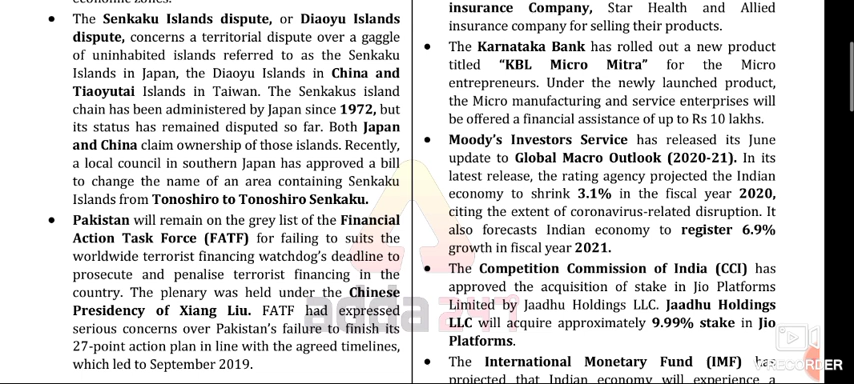 economic zones.
The Senkaku Islands dispute, or Diaoyu Islands
dispute, concerns a territorial dispute over a gaggle
of uninhabited islands referred to as the Senkaku
Islands in Japan, the Diaoyu Islands in China and
Tiaoyutai Islands in Taiwan. The Senkakus island
chain has been administered by Japan since 1972, but
its status has remained disputed so far. Both Japan
and China claim ownership of those islands. Recently,
a local council in southern Japan has approved a bill
to change the name of an area containing Senkaku
Islands from Tonoshiro to Tonoshiro Senkaku.
Pakistan will remain on the grey list of the Financial
Action Task Force (FATF) for failing to suits the
worldwide terrorist financing watchdog's deadline to
prosecute and penalise terrorist financing in the
country. The plenary was held under the Chinese
Presidency of Xiang Liu. FATF had expressed
serious concerns over Pakistan's failure to finish its
27-point action plan in line with the agreed timelines,
which led to September 2019.
insurance Company, Star Health and Allied
insurance company for selling their products.
The Karnataka Bank has rolled out a new product
titled "KBL Micro Mitra" for the Micro
entrepreneurs. Under the newly launched product,
the Micro manufacturing and service enterprises will
be offered a financial assistance of up to Rs 10 lakhs.
Moody's Investors Service has released its June
update to Global Macro Outlook (2020-21). In its
latest release, the rating agency projected the Indian
economy to shrink 3.1% in the fiscal year 2020,
citing the extent of coronavirus-related disruption. It
also forecasts Indian economy to register 6.9%
growth in fiscal year 2021.
The Competition Commission of India (CCI) has
approved the acquisition of stake in Jio Platforms
Limited by Jaadhu Holdings LLC. Jaadhu Holdings
LLC will acquire approximately 9.99% stake in Jio
Platforms.
The International Monetary Fund (IMF) has
projected that Indian economy will experience a
adda247
V RECORDER